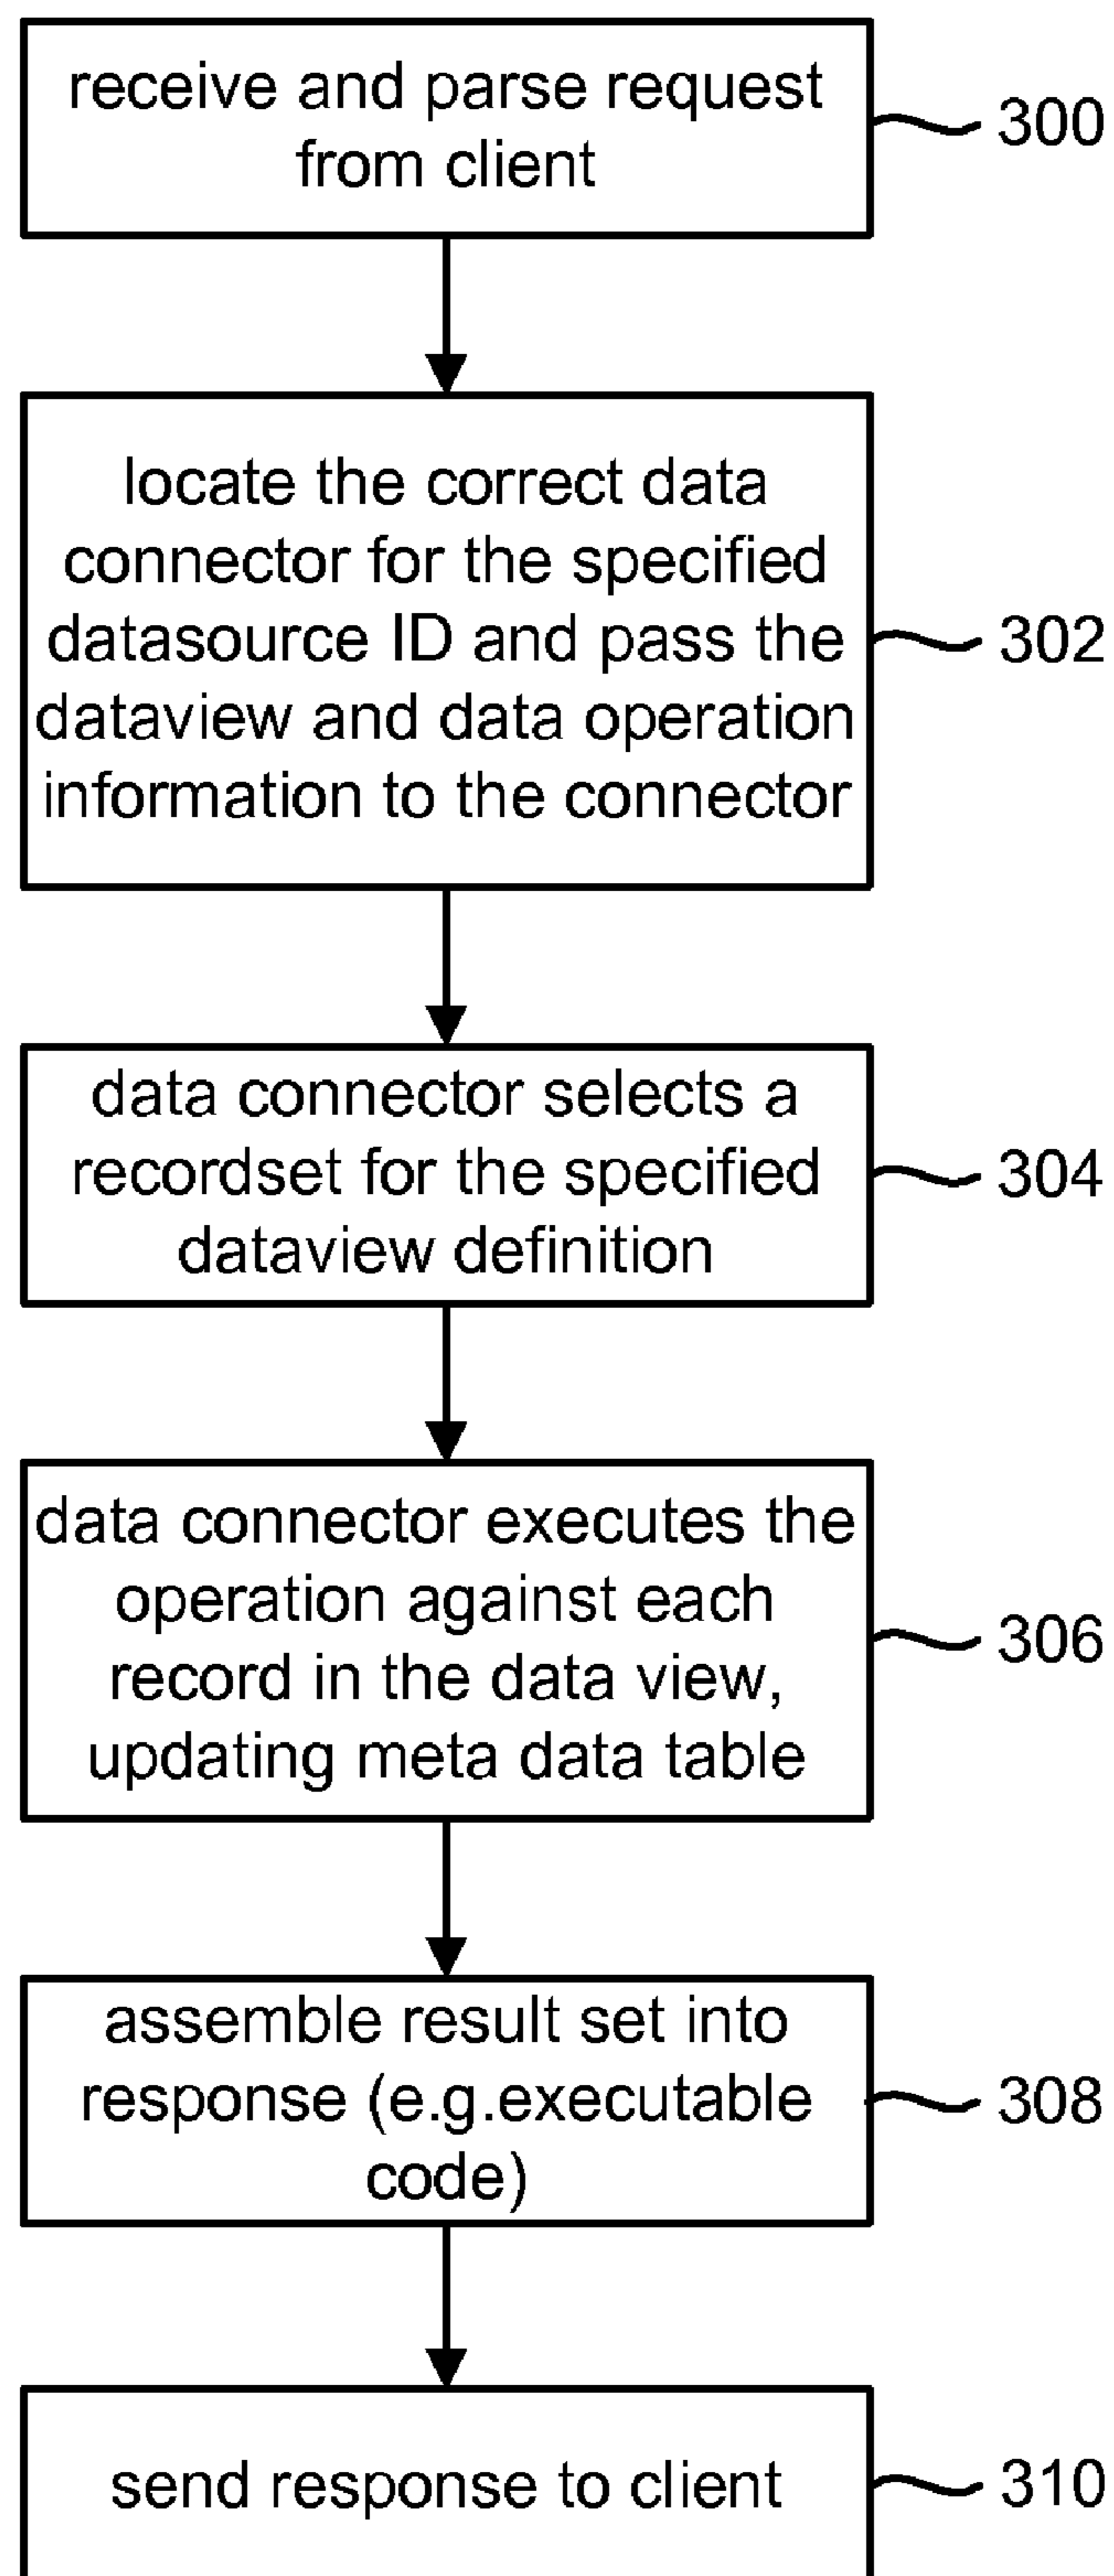 receive and parse request
from client
300
locate the correct data
connector for the specified
datasource ID and pass the
dataview and data operation
information to the connector
302
data connector selects a
recordset for the specified
dataview definition
304
data connector executes the
operation against each
record in the data view,
updating meta data table
306
assemble result set into
response (e.g.executable
code)
308
send response to client
310